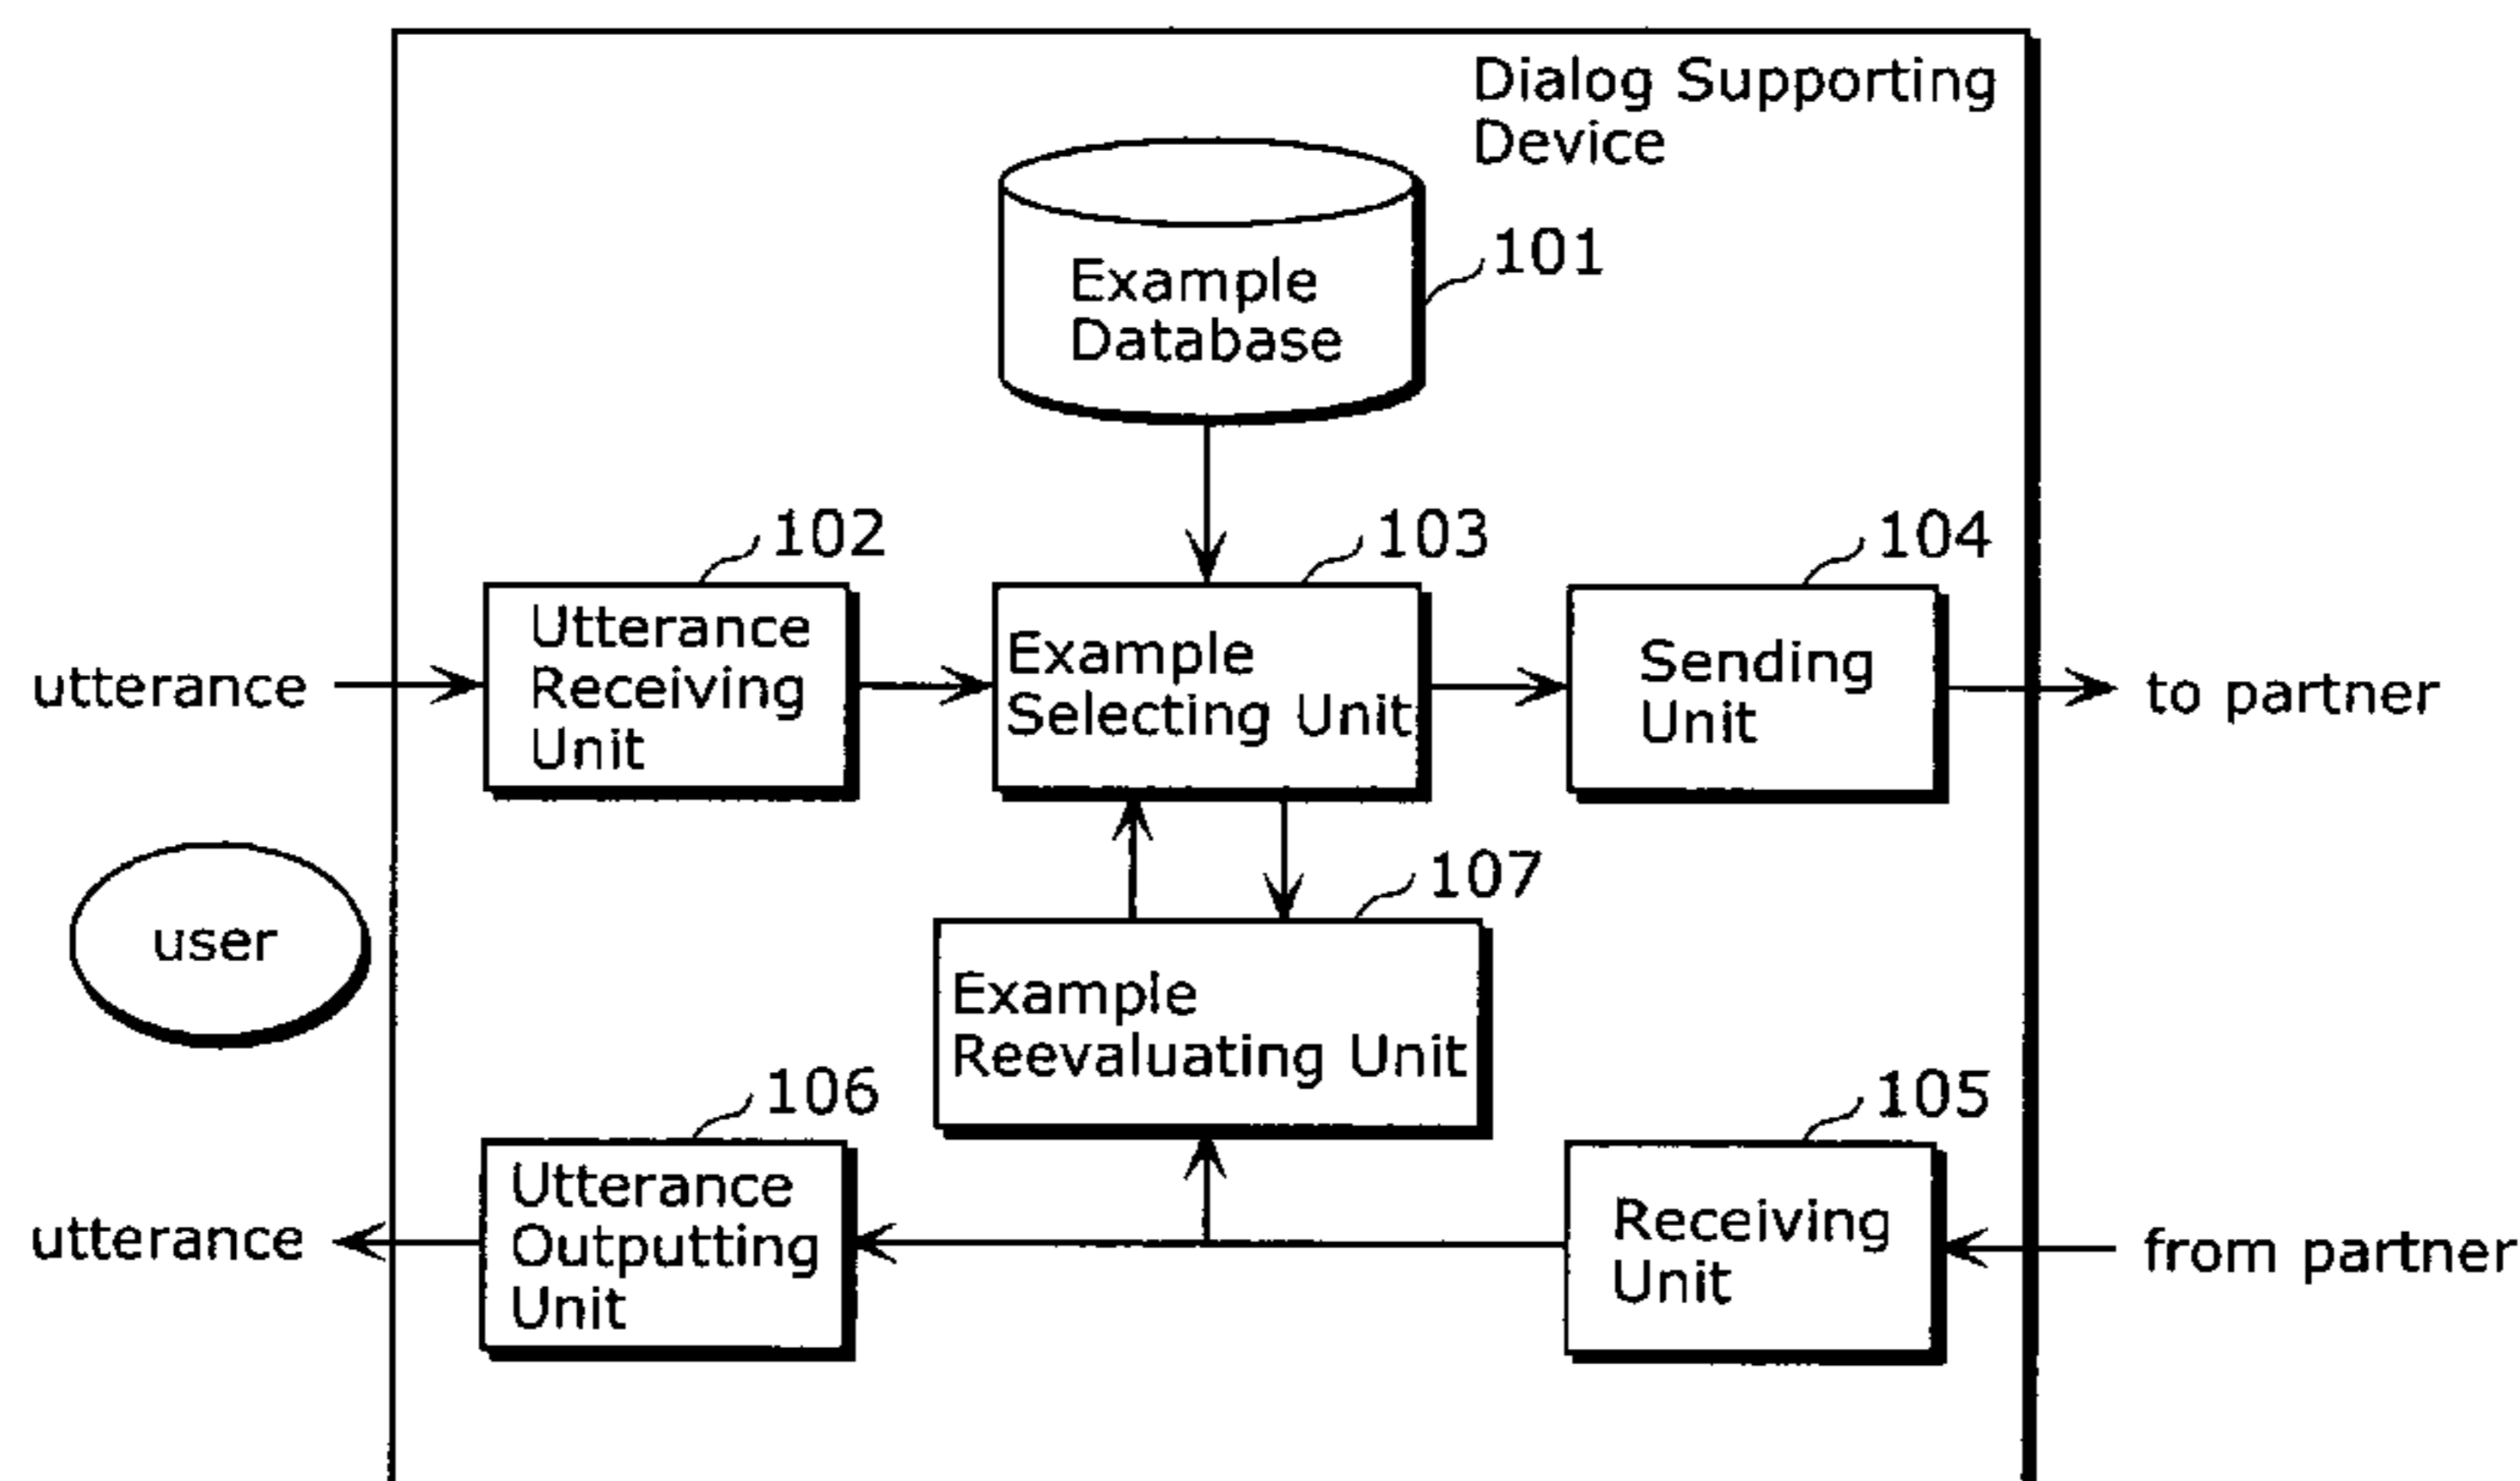 Dialog Supporting
Device
Example
Database
101
102
103
104
utterance
Utterance
Receiving
Unit
Example
Selecting Unit
Sending
Unit
to partner
user
107
Example
Reevaluating Unit
106
105
utterance
Utterance
Outputting
Unit
Receiving
Unit
from partner